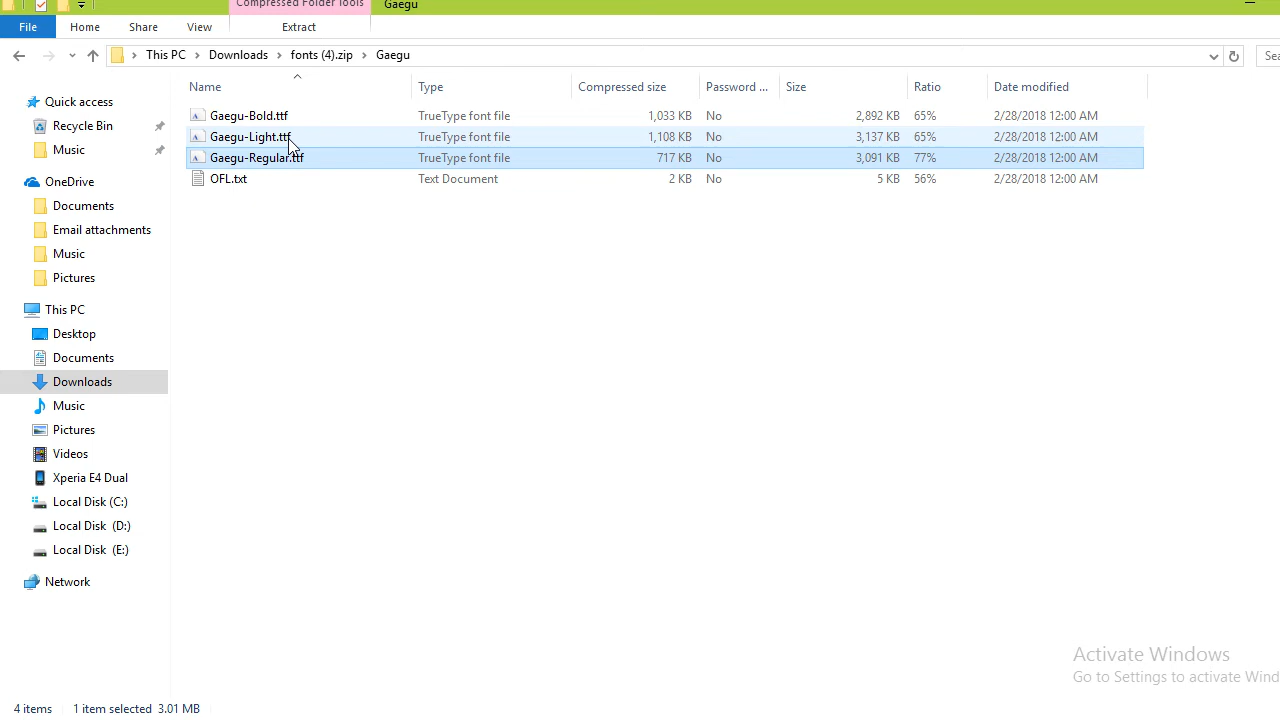 Compressed Folder Tools Gaegu
File Home Share View Extract
This PC Downloads fonts (4).zip Gaegu
Name Type Compressed size Password ... Size Ratio Date modified
Gaegu-Bold.ttf TrueType font file 1,033 KB No 2,892 KB 65% 2/28/2018 12:00 AM
Gaegu-Light.ttf TrueType font file 1,108 KB No 3,137 KB 65% 2/28/2018 12:00 AM
Gaegu-Regular.ttf TrueType font file 717 KB No 3,091 KB 77% 2/28/2018 12:00 AM
OFL.txt Text Document 2 KB No 5 KB 56% 2/28/2018 12:00 AM
Quick access
Recycle Bin
Music
OneDrive
Documents
Email attachments
Music
Pictures
This PC
Desktop
Documents
Downloads
Music
Pictures
Videos
Xperia E4 Dual
Local Disk (C:)
Local Disk (D:)
Local Disk (E:)
Network
Activate Windows
Go to Settings to activate Wind
4 items 1 item selected 3.01 MB